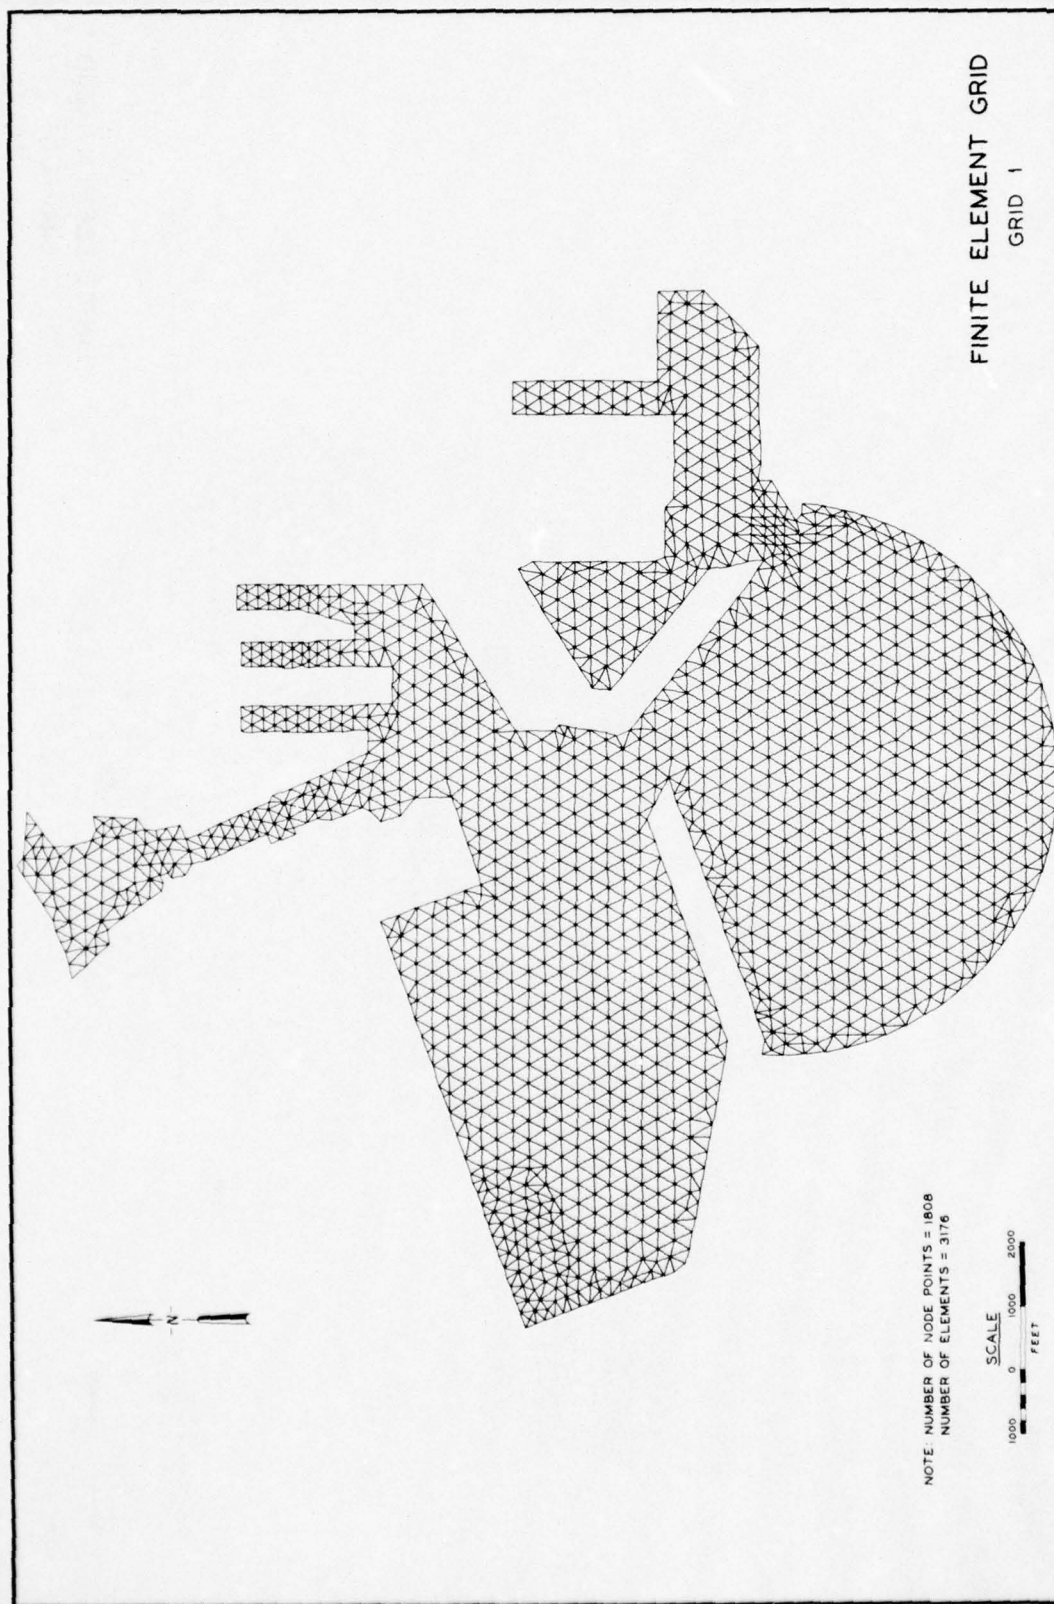 FINITE ELEMENT GRID
GRID 1
N
NOTE: NUMBER OF NODE POINTS = 1808
NUMBER OF ELEMENTS = 3176
SCALE
1000 0 1000 2000
FEET